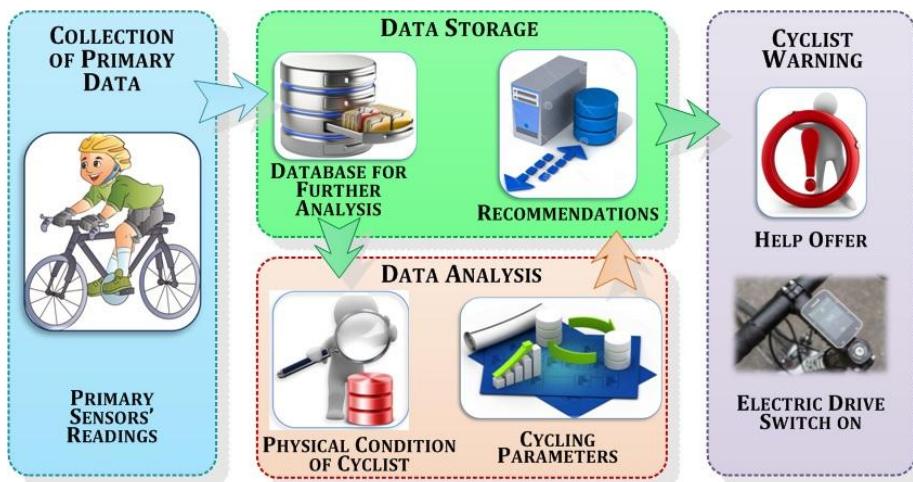 COLLECTION
OF PRIMARY
DATA
PRIMARY
SENSORS'
READINGS
DATA STORAGE
DATABASE FOR
FURTHER
ANALYSIS
RECOMMENDATIONS
DATA ANALYSIS
PHYSICAL CONDITION
OF CYCLIST
CYCLING
PARAMETERS
CYCLIST
WARNING
HELP OFFER
ELECTRIC DRIVE
SWITCH ON